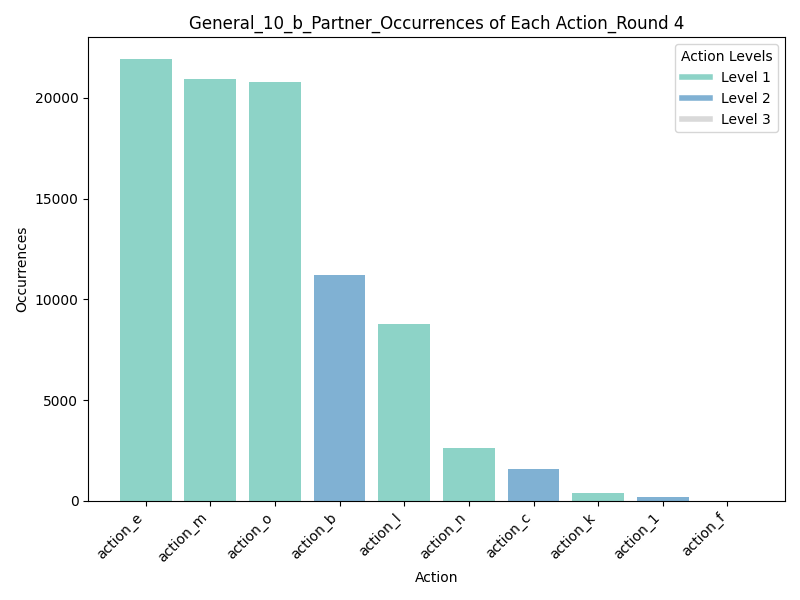 General_10_b_Partner_Occurrences of Each Action_Round 4
Action Levels
Level 1
Level 2
Level 3
Occurrences
20000
15000
10000
5000
0
action_e
action_m
action_o
action_b
action_l
action_n
action_c
action_k
action_1
action_f
Action